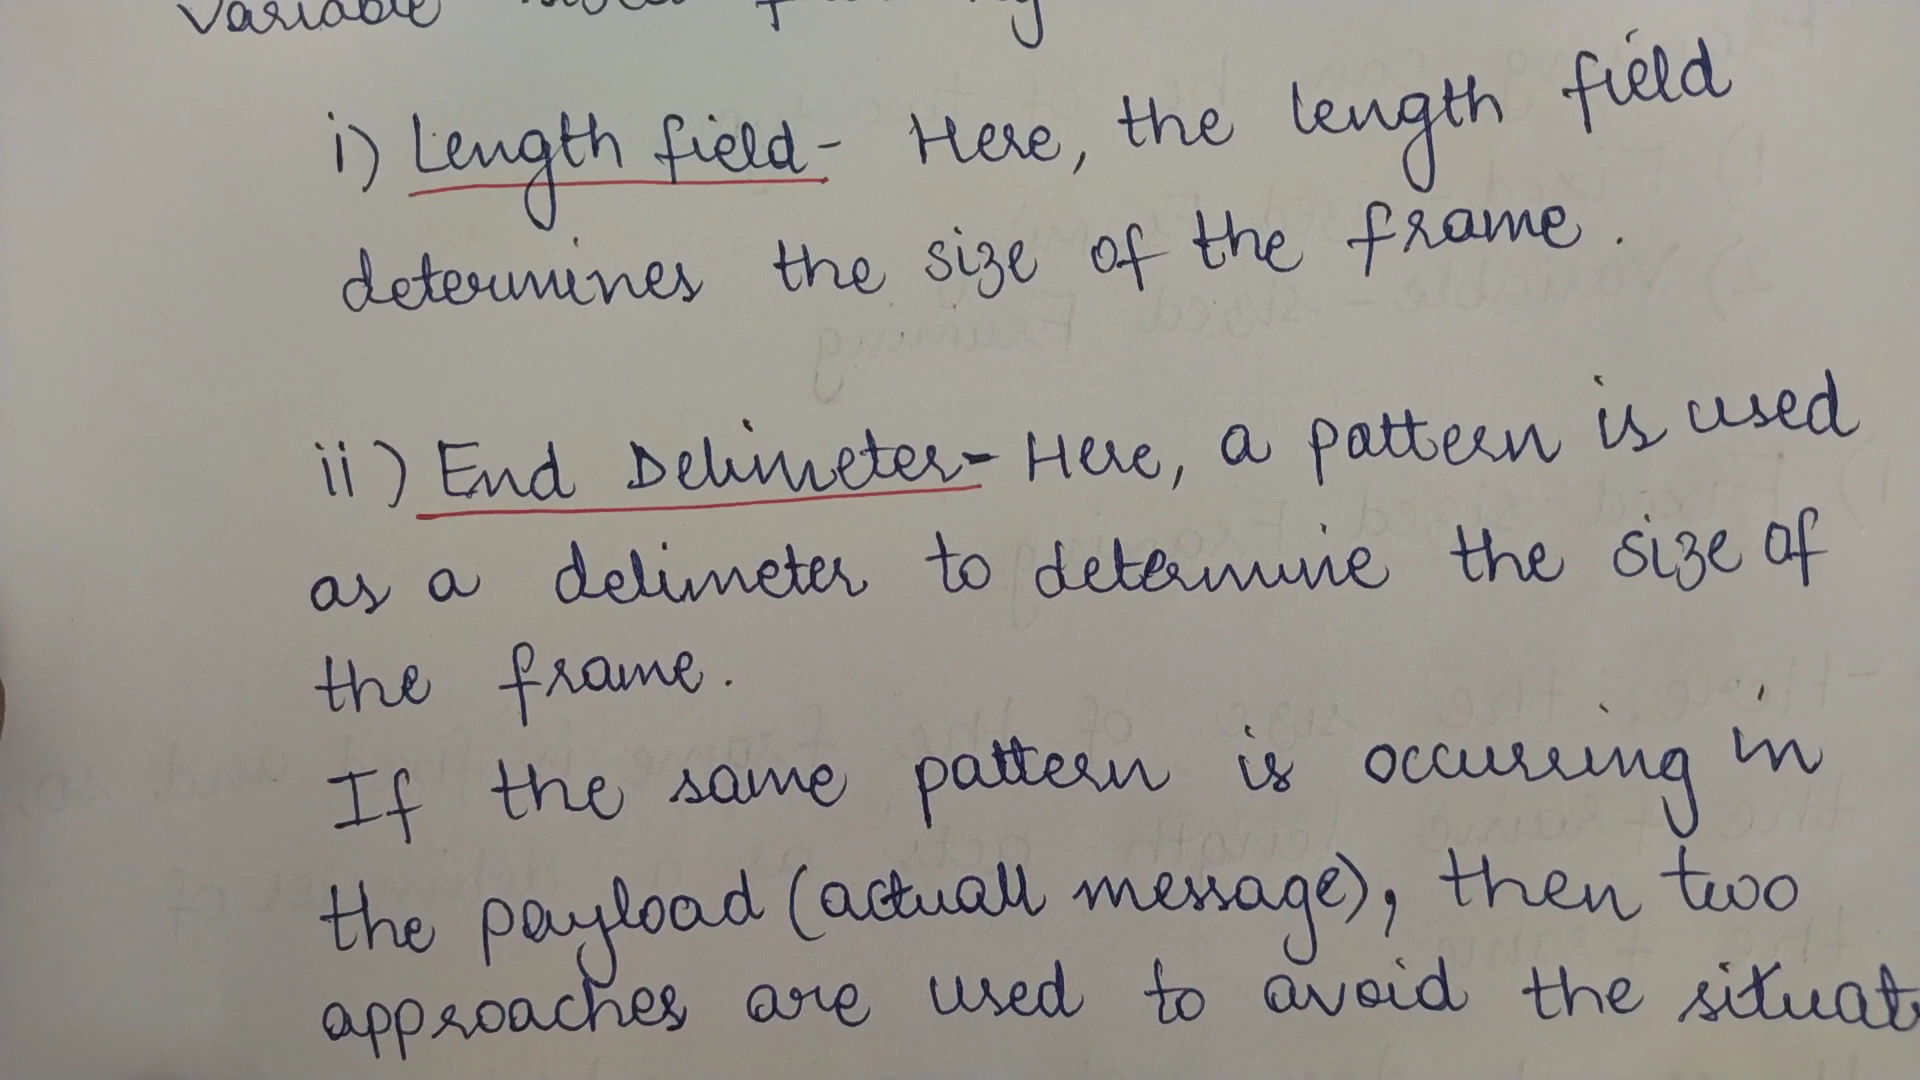 Variable
i) Length field - Here, the length field
determines the size of the frame.
ii) End Delimeter - Here, a pattern is used
as a delimeter to determine the size of
the frame.
If the same pattern is occurring in
the payload (actuall message), then two
approaches are used to avoid the situat